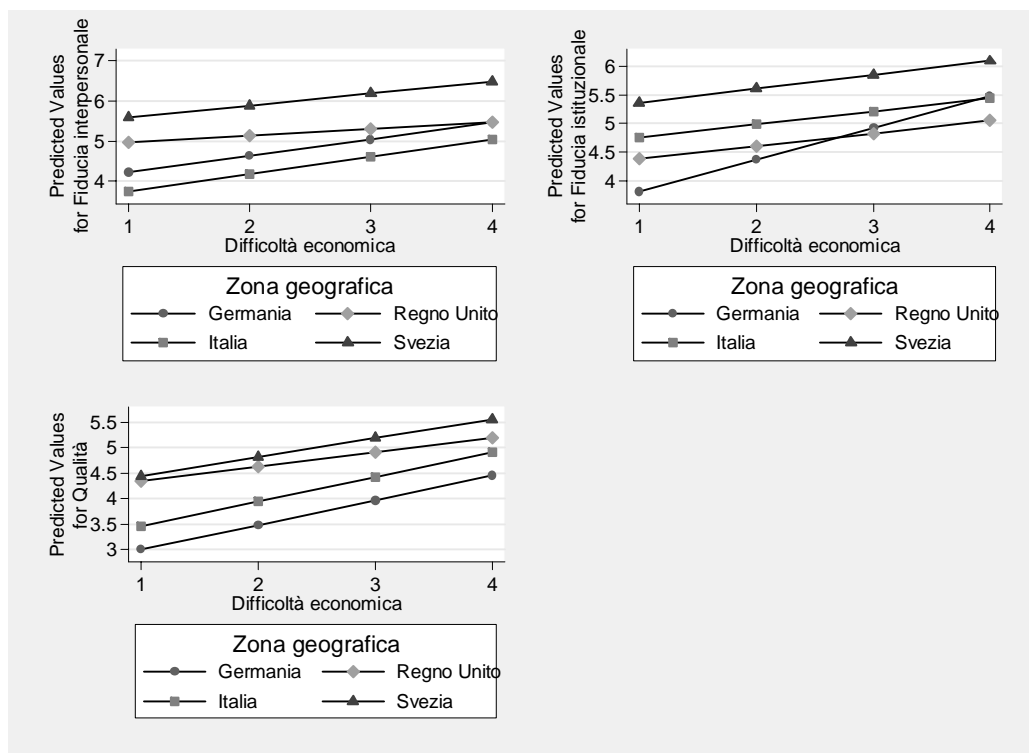 Predicted Values
for Fiducia interpersonale
7
6
5
4
1 2 3 4
Difficoltà economica
Zona geografica
Germania Regno Unito
Italia Svezia
Predicted Values
for Fiducia istituzionale
6
5.5
5
4.5
4
1 2 3 4
Difficoltà economica
Zona geografica
Germania Regno Unito
Italia Svezia
Predicted Values
for Qualità
5.5
5
4.5
4
3.5
3
1 2 3 4
Difficoltà economica
Zona geografica
Germania Regno Unito
Italia Svezia